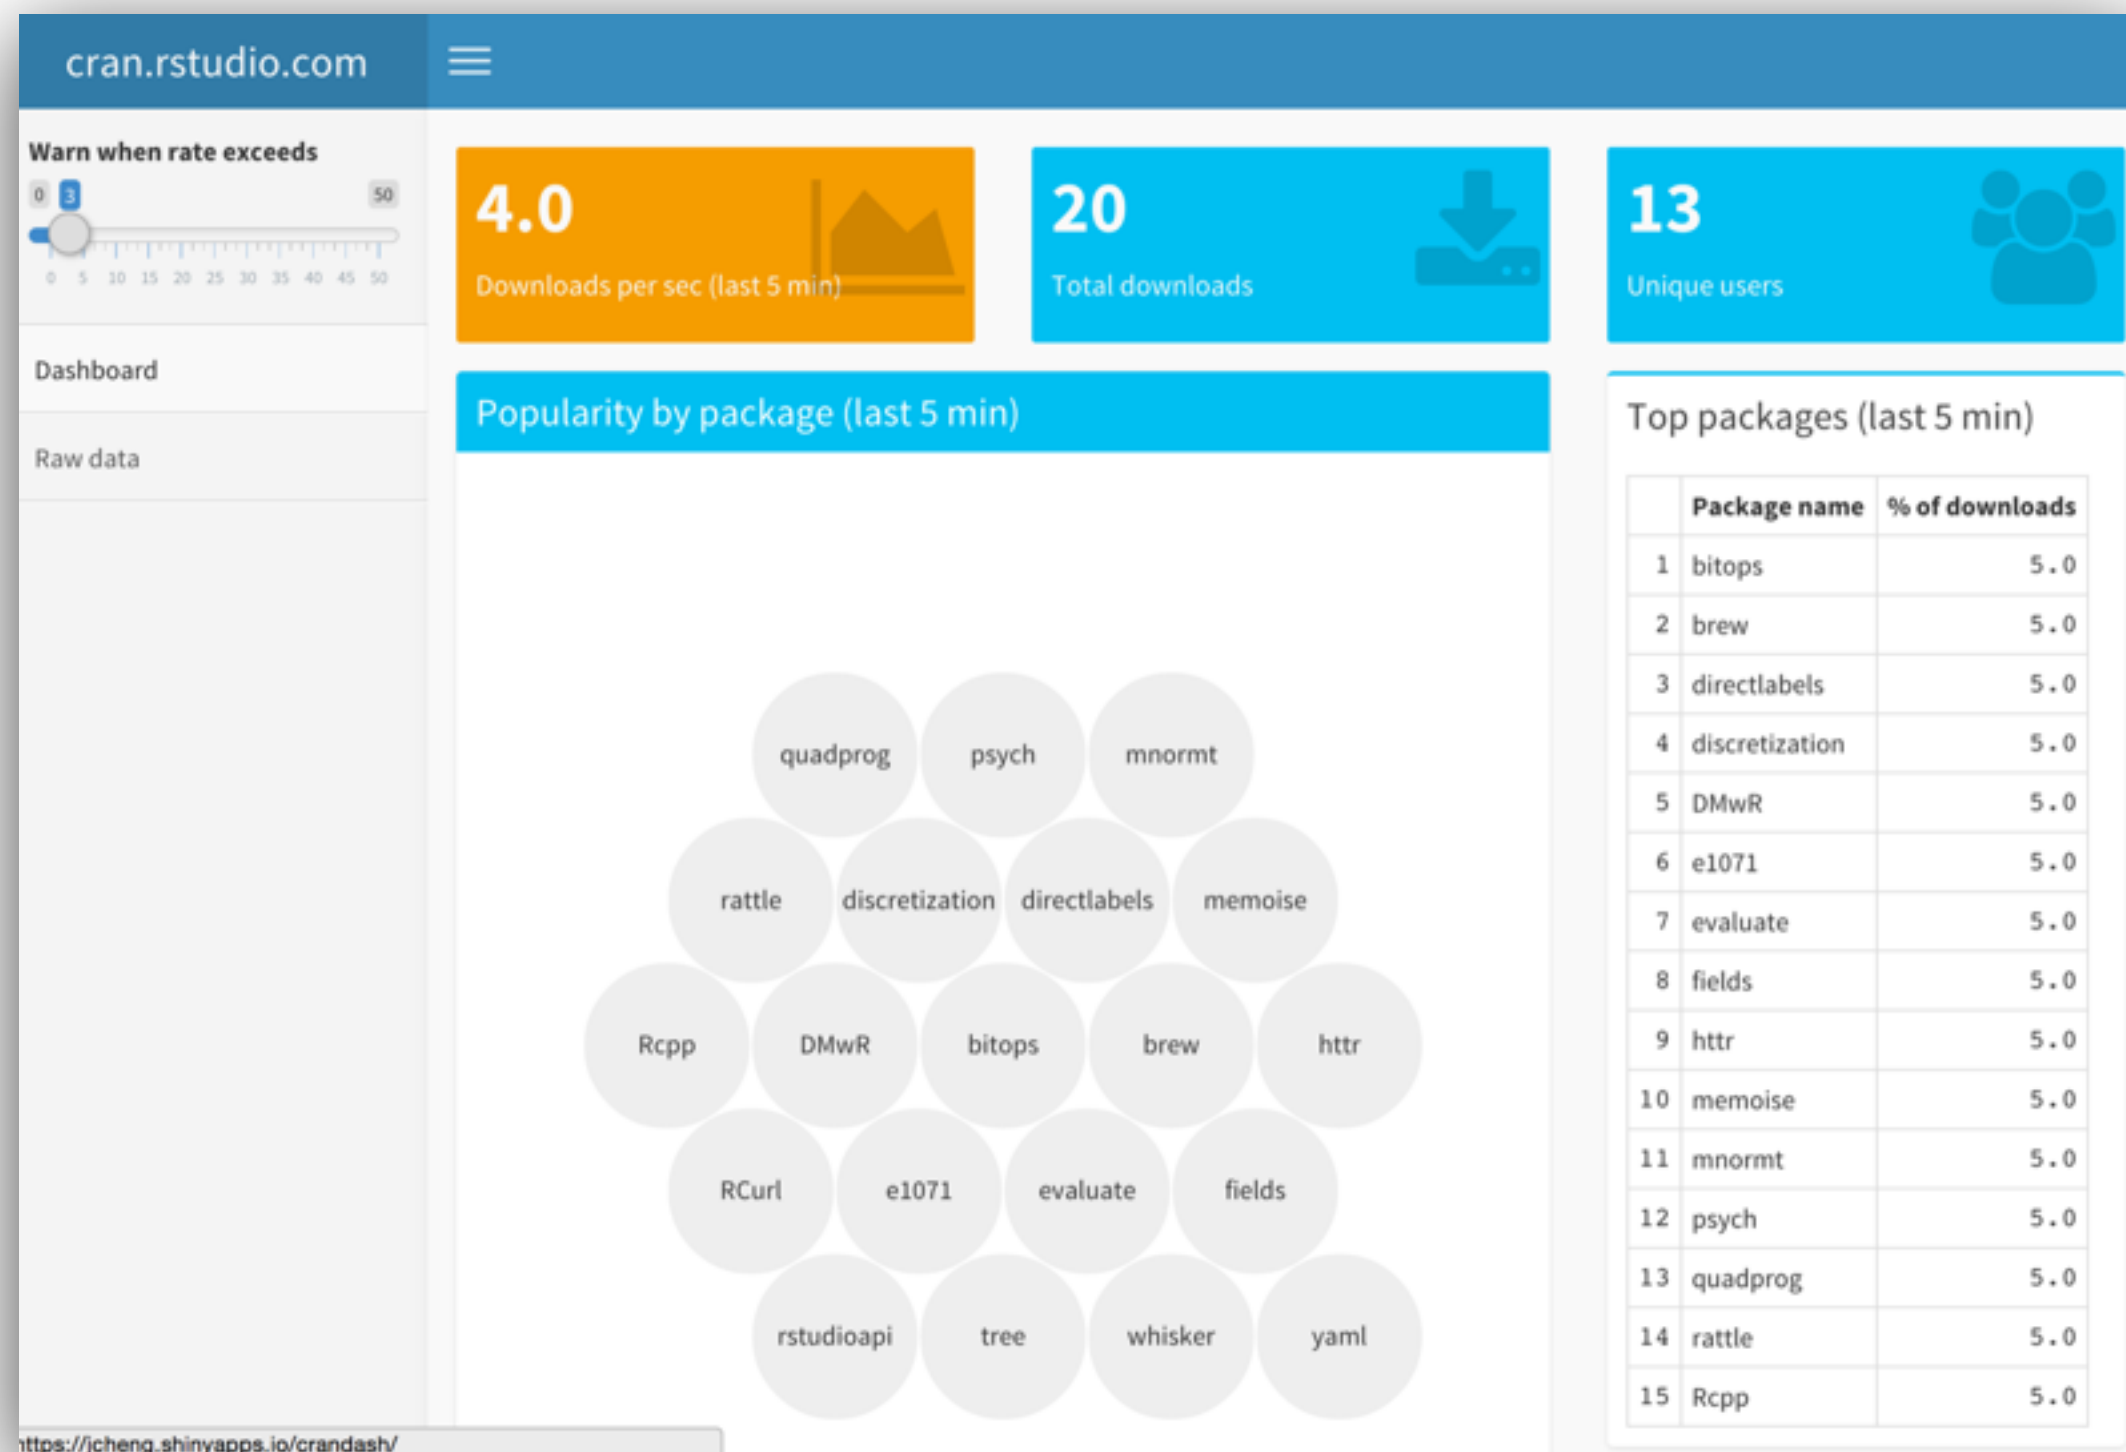 cran.rstudio.com
Warn when rate exceeds
0 3 50
0 5 10 15 20 25 30 35 40 45 50
Dashboard
Raw data
4.0
Downloads per sec (last 5 min)
20
Total downloads
13
Unique users
Popularity by package (last 5 min)
quadprog psych mnormt
rattle discretization directlabels memoise
Rcpp DMwR bitops brew httr
RCurl e1071 evaluate fields
rstudioapi tree whisker yaml
Top packages (last 5 min)
Package name % of downloads
1 bitops 5.0
2 brew 5.0
3 directlabels 5.0
4 discretization 5.0
5 DMwR 5.0
6 e1071 5.0
7 evaluate 5.0
8 fields 5.0
9 httr 5.0
10 memoise 5.0
11 mnormt 5.0
12 psych 5.0
13 quadprog 5.0
14 rattle 5.0
15 Rcpp 5.0
https://jcheng.shinyapps.io/crandash/